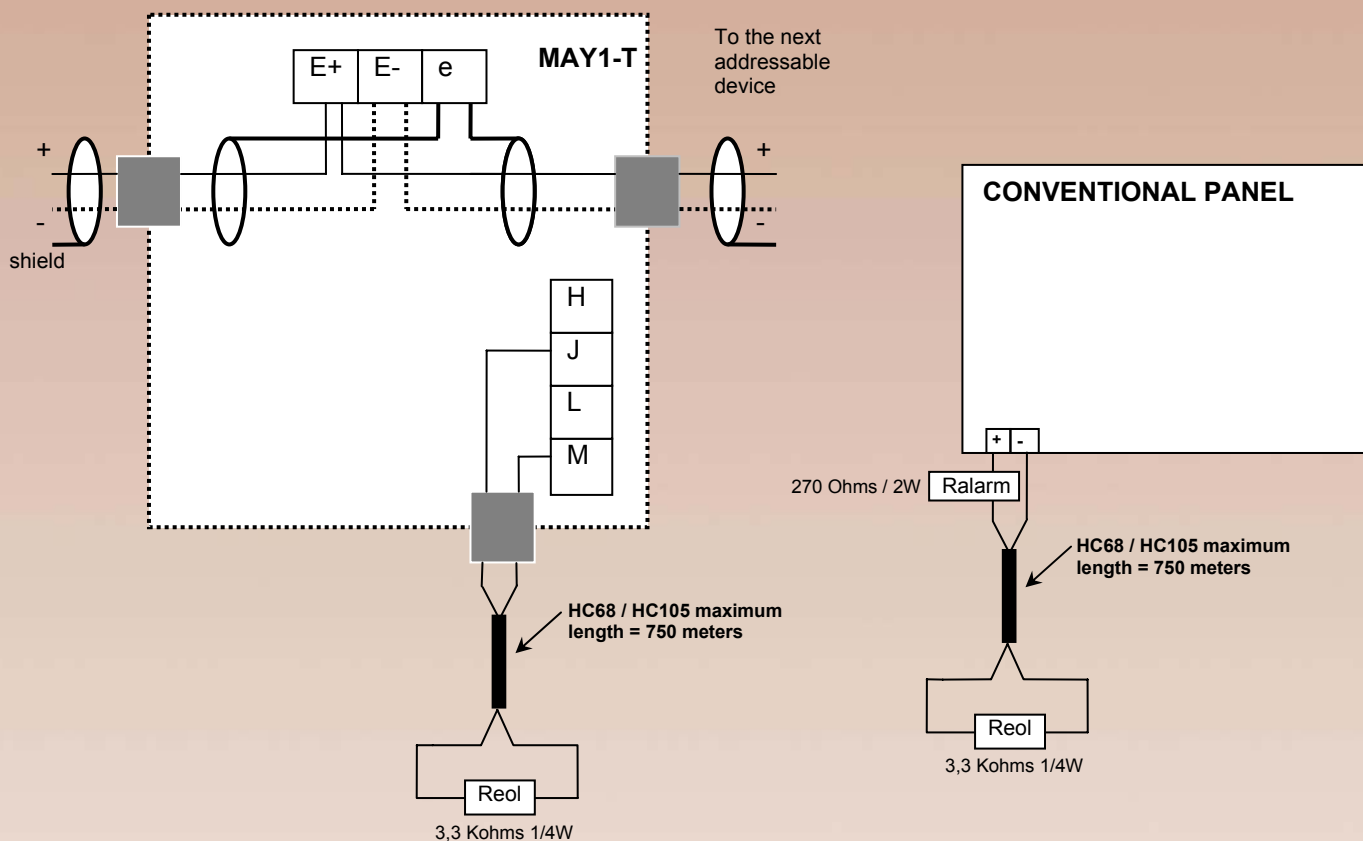 MAY1-T
E+ E- e
To the next
addressable
device
+
-
shield
+
-
H
J
L
M
HC68 / HC105 maximum
length = 750 meters
Reol
3,3 Kohms 1/4W
CONVENTIONAL PANEL
+ -
270 Ohms / 2W Ralarm
HC68 / HC105 maximum
length = 750 meters
Reol
3,3 Kohms 1/4W